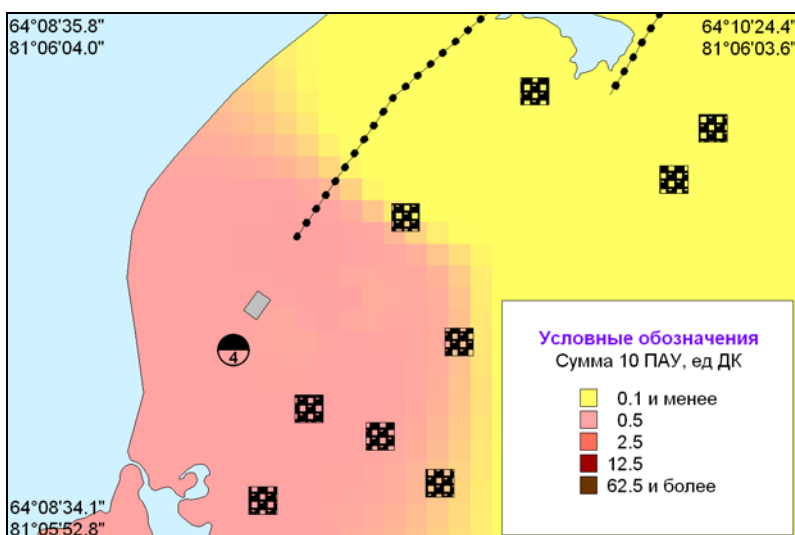 64°08'35.8"
81°06'04.0"
64°10'24.4"
81°06'03.6"
4
Условные обозначения
Сумма 10 ПАУ, ед ДК
0.1 и менее
0.5
2.5
12.5
62.5 и более
64°08'34.1"
81°05'52.8"